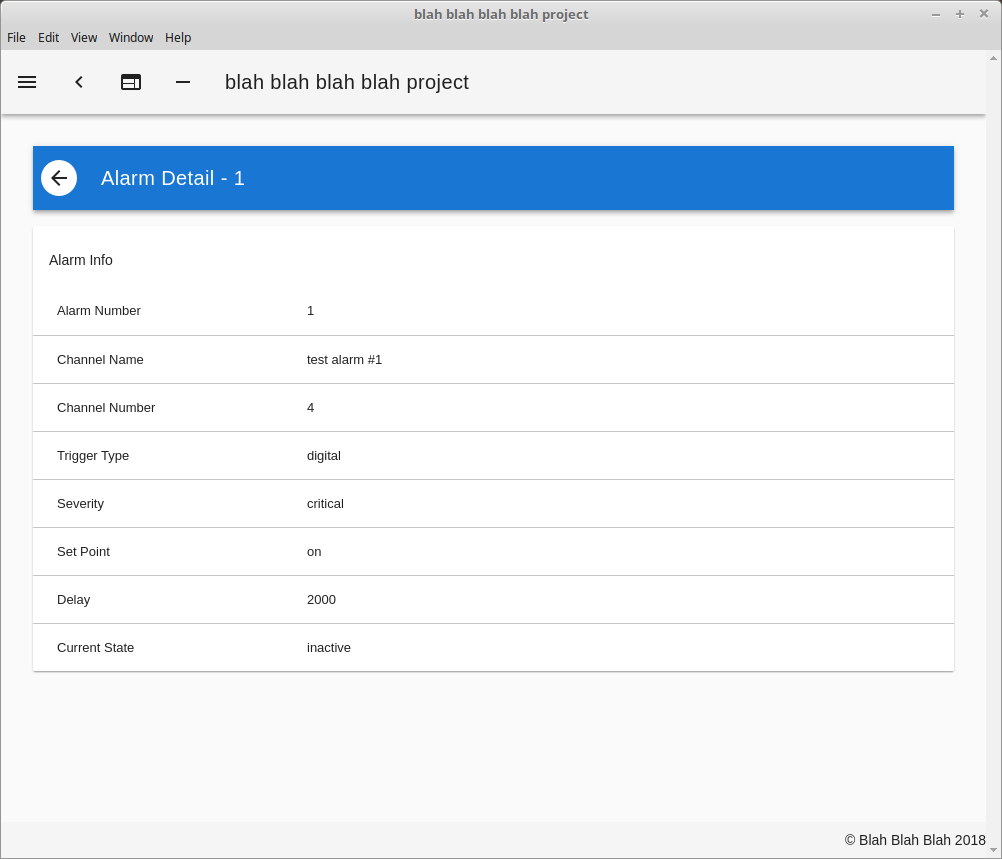 blah blah blah blah project
File Edit View Window Help
blah blah blah blah project
Alarm Detail - 1
Alarm Info
Alarm Number 1
Channel Name test alarm #1
Channel Number 4
Trigger Type digital
Severity critical
Set Point on
Delay 2000
Current State inactive
© Blah Blah Blah 2018